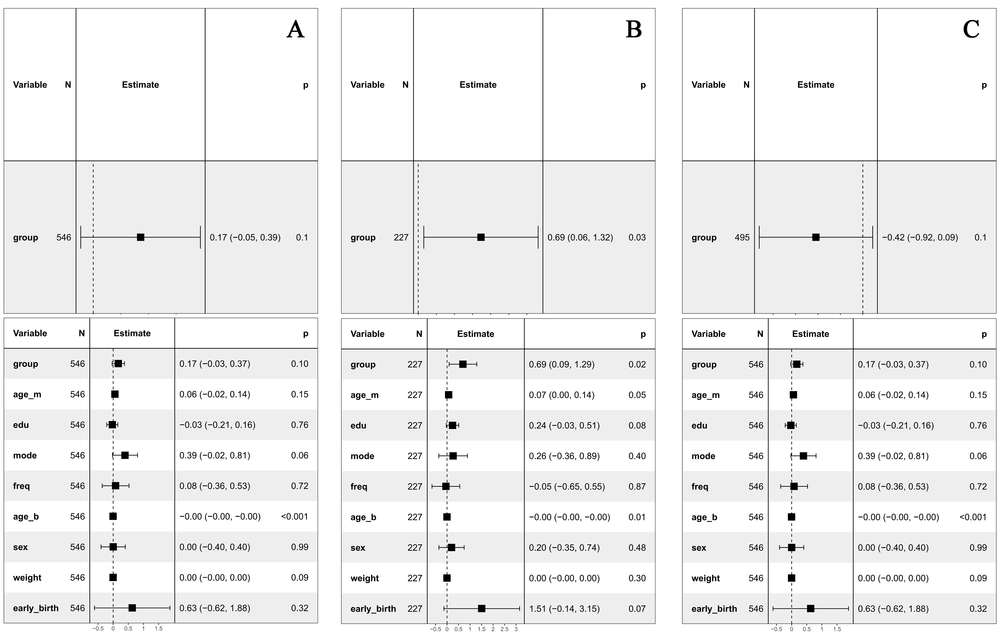 A
Variable N Estimate p
group 546 0.17 (−0.05, 0.39) 0.1
Variable N Estimate p
group 546 0.17 (−0.03, 0.37) 0.10
age_m 546 0.06 (−0.02, 0.14) 0.15
edu 546 −0.03 (−0.21, 0.16) 0.76
mode 546 0.39 (−0.02, 0.81) 0.06
freq 546 0.08 (−0.36, 0.53) 0.72
age_b 546 −0.00 (−0.00, −0.00) <0.001
sex 546 0.00 (−0.40, 0.40) 0.99
weight 546 0.00 (−0.00, 0.00) 0.09
early_birth 546 0.63 (−0.62, 1.88) 0.32
−0.5 0 0.5 1 1.5
B
Variable N Estimate p
group 227 0.69 (0.06, 1.32) 0.03
Variable N Estimate p
group 227 0.69 (0.09, 1.29) 0.02
age_m 227 0.07 (0.00, 0.14) 0.05
edu 227 0.24 (−0.03, 0.51) 0.08
mode 227 0.26 (−0.36, 0.89) 0.40
freq 227 −0.05 (−0.65, 0.55) 0.87
age_b 227 −0.00 (−0.00, −0.00) 0.01
sex 227 0.20 (−0.35, 0.74) 0.48
weight 227 0.00 (−0.00, 0.00) 0.30
early_birth 227 1.51 (−0.14, 3.15) 0.07
−0.5 0 0.5 1 1.5 2 2.5 3
C
Variable N Estimate p
group 495 −0.42 (−0.92, 0.09) 0.1
Variable N Estimate p
group 546 0.17 (−0.03, 0.37) 0.10
age_m 546 0.06 (−0.02, 0.14) 0.15
edu 546 −0.03 (−0.21, 0.16) 0.76
mode 546 0.39 (−0.02, 0.81) 0.06
freq 546 0.08 (−0.36, 0.53) 0.72
age_b 546 −0.00 (−0.00, −0.00) <0.001
sex 546 0.00 (−0.40, 0.40) 0.99
weight 546 0.00 (−0.00, 0.00) 0.09
early_birth 546 0.63 (−0.62, 1.88) 0.32
−0.5 0 0.5 1 1.5